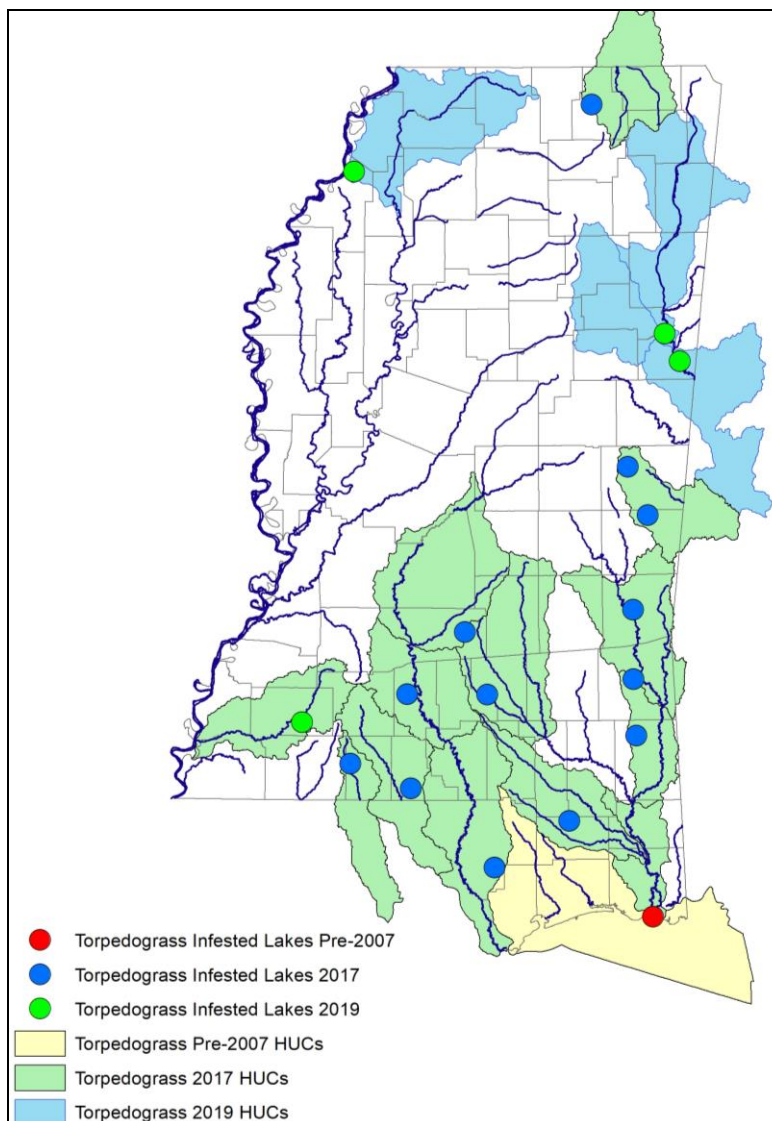 Torpedograss Infested Lakes Pre-2007
Torpedograss Infested Lakes 2017
Torpedograss Infested Lakes 2019
Torpedograss Pre-2007 HUCs
Torpedograss 2017 HUCs
Torpedograss 2019 HUCs